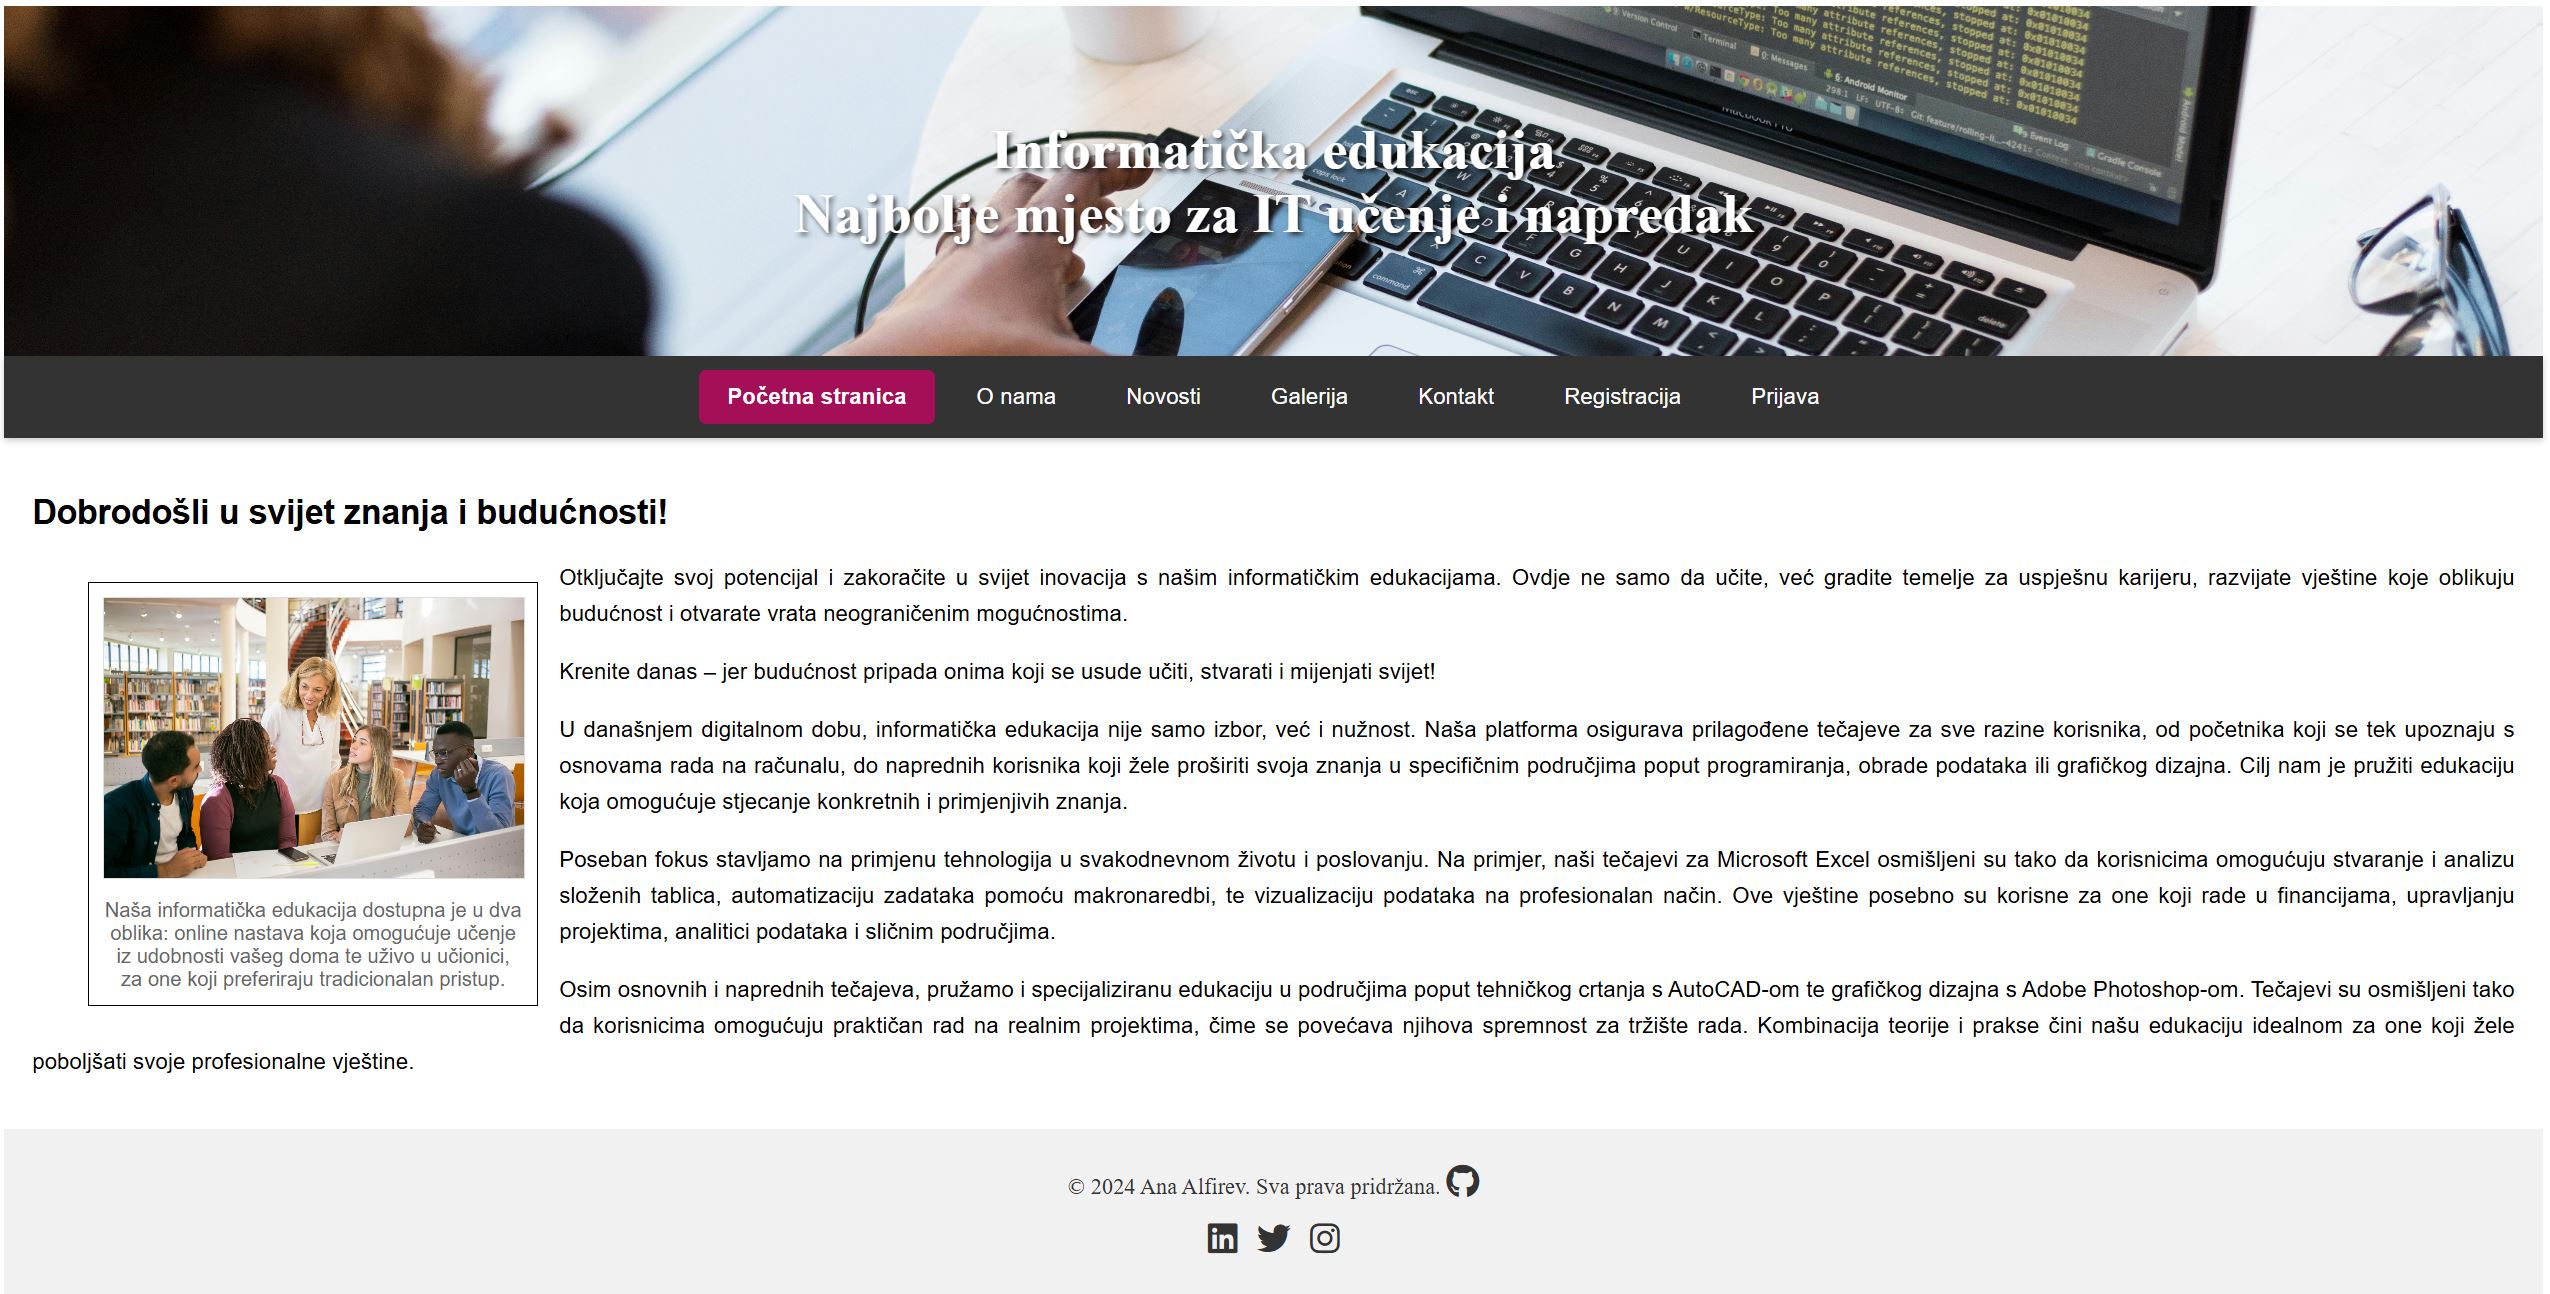 Informatička edukacija
Najbolje mjesto za IT učenje i napredak
Početna stranica O nama Novosti Galerija Kontakt Registracija Prijava
Dobrodošli u svijet znanja i budućnosti!
Otključajte svoj potencijal i zakoračite u svijet inovacija s našim informatičkim edukacijama. Ovdje ne samo da učite, već gradite temelje za uspješnu karijeru, razvijate vještine koje oblikuju
budućnost i otvarate vrata neograničenim mogućnostima.
Krenite danas – jer budućnost pripada onima koji se usude učiti, stvarati i mijenjati svijet!
U današnjem digitalnom dobu, informatička edukacija nije samo izbor, već i nužnost. Naša platforma osigurava prilagođene tečajeve za sve razine korisnika, od početnika koji se tek upoznaju s
osnovama rada na računalu, do naprednih korisnika koji žele proširiti svoja znanja u specifičnim područjima poput programiranja, obrade podataka ili grafičkog dizajna. Cilj nam je pružiti edukaciju
koja omogućuje stjecanje konkretnih i primjenjivih znanja.
Poseban fokus stavljamo na primjenu tehnologija u svakodnevnom životu i poslovanju. Na primjer, naši tečajevi za Microsoft Excel osmišljeni su tako da korisnicima omogućuju stvaranje i analizu
složenih tablica, automatizaciju zadataka pomoću makronaredbi, te vizualizaciju podataka na profesionalan način. Ove vještine posebno su korisne za one koji rade u financijama, upravljanju
projektima, analitici podataka i sličnim područjima.
Naša informatička edukacija dostupna je u dva
oblika: online nastava koja omogućuje učenje
iz udobnosti vašeg doma te uživo u učionici,
za one koji preferiraju tradicionalan pristup.
Osim osnovnih i naprednih tečajeva, pružamo i specijaliziranu edukaciju u područjima poput tehničkog crtanja s AutoCAD-om te grafičkog dizajna s Adobe Photoshop-om. Tečajevi su osmišljeni tako
da korisnicima omogućuju praktičan rad na realnim projektima, čime se povećava njihova spremnost za tržište rada. Kombinacija teorije i prakse čini našu edukaciju idealnom za one koji žele
poboljšati svoje profesionalne vještine.
© 2024 Ana Alfirev. Sva prava pridržana.